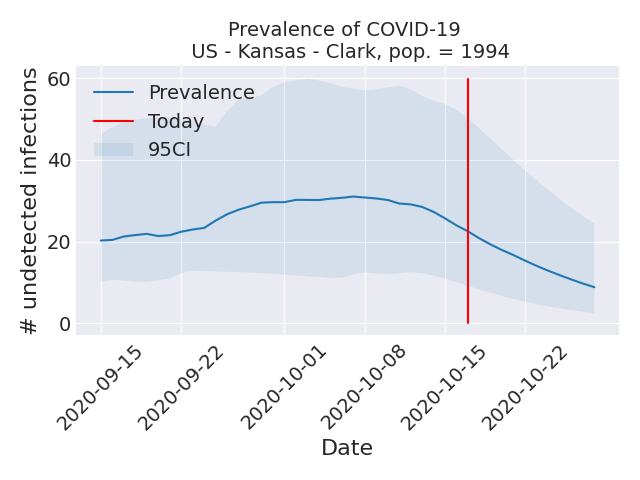 Prevalence of COVID-19
US - Kansas - Clark, pop. = 1994
# undetected infections
60
40
20
0
Prevalence
Today
95CI
2020-09-15
2020-09-22
2020-10-01
2020-10-08
2020-10-15
2020-10-22
Date